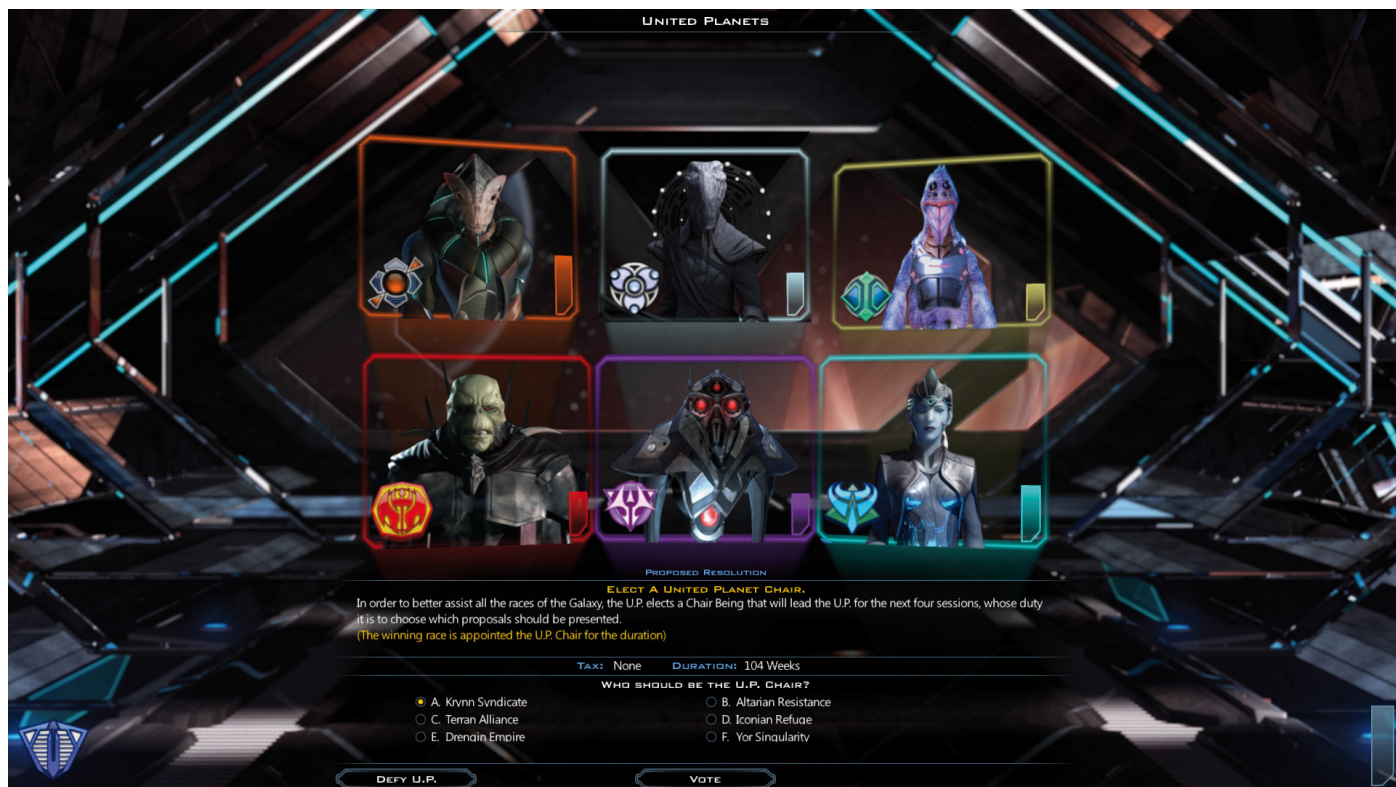 UNITED PLANETS
PROPOSED RESOLUTION
ELECT A UNITED PLANET CHAIR.
In order to better assist all the races of the Galaxy, the U.P. elects a Chair Being that will lead the U.P. for the next four sessions, whose duty
it is to choose which proposals should be presented.
(The winning race is appointed the U.P. Chair for the duration)
TAX: None DURATION: 104 Weeks
WHO SHOULD BE THE U.P. CHAIR?
A. Krynn Syndicate B. Altarian Resistance
C. Terran Alliance D. Iconian Refuge
E. Drengin Empire F. Yor Singularity
DEFY U.P. VOTE